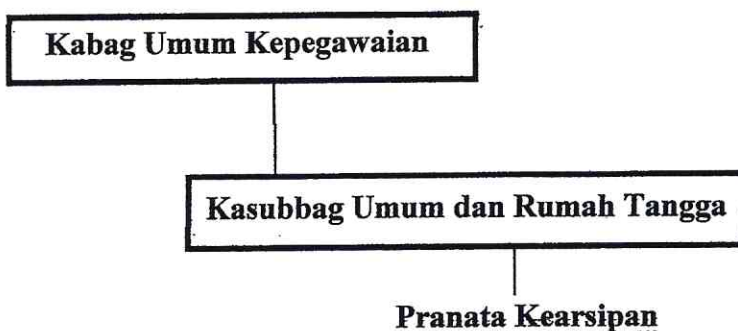 Kabag Umum Kepegawaian
Kasubbag Umum dan Rumah Tangga
Pranata Kearsipan